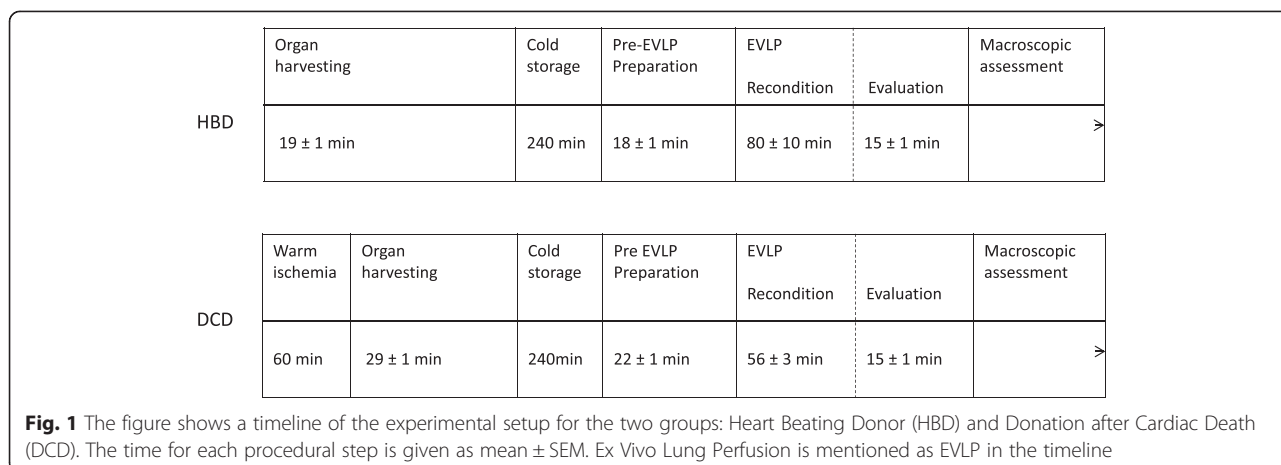 Organ harvesting Cold storage Pre-EVLP Preparation EVLP Macroscopic assessment
Recondition Evaluation
HBD
19 ± 1 min 240 min 18 ± 1 min 80 ± 10 min 15 ± 1 min
Warm ischemia Organ harvesting Cold storage Pre EVLP Preparation EVLP Macroscopic assessment
Recondition Evaluation
DCD
60 min 29 ± 1 min 240min 22 ± 1 min 56 ± 3 min 15 ± 1 min
Fig. 1 The figure shows a timeline of the experimental setup for the two groups: Heart Beating Donor (HBD) and Donation after Cardiac Death
(DCD). The time for each procedural step is given as mean ± SEM. Ex Vivo Lung Perfusion is mentioned as EVLP in the timeline